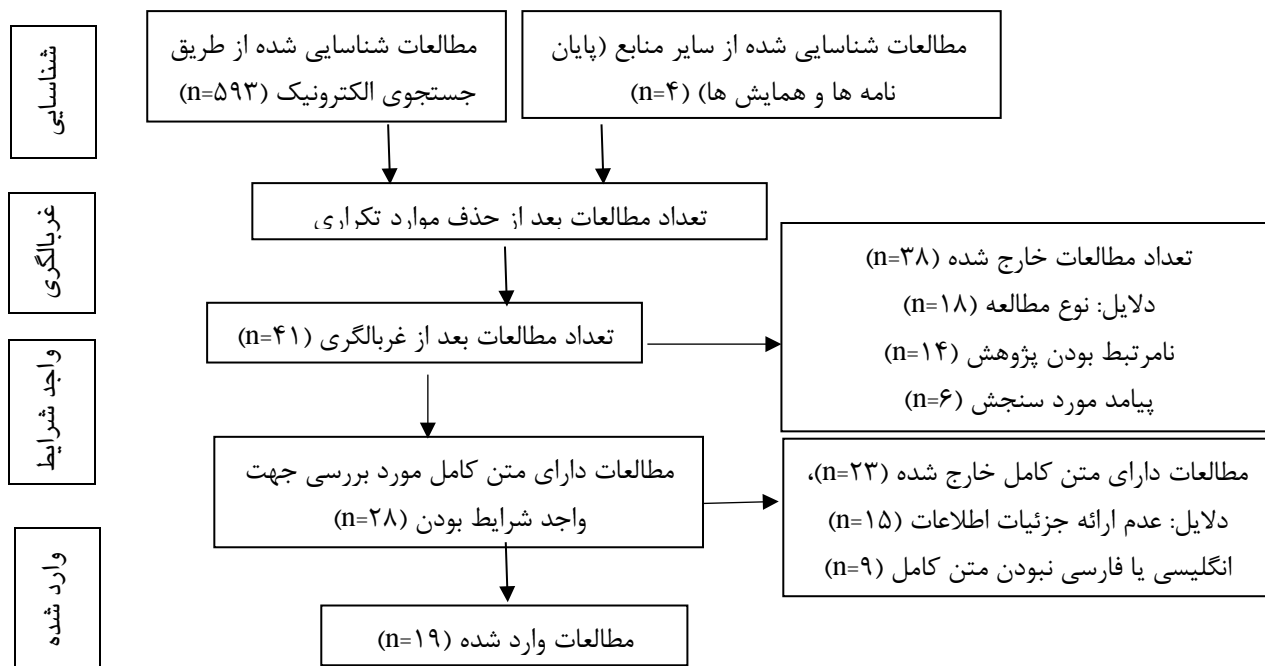 شناسایی
مطالعات شناسایی شده از طریق
جستجوی الکترونیک (n=۵۹۳)
مطالعات شناسایی شده از سایر منابع (پایان
نامه ها و همایش ها) (n=۴)
غربالگری
تعداد مطالعات بعد از حذف موارد تکراری
تعداد مطالعات خارج شده (n=۳۸)
دلایل: نوع مطالعه (n=۱۸)
نامرتبط بودن پژوهش (n=۱۴)
پیامد مورد سنجش (n=۶)
تعداد مطالعات بعد از غربالگری (n=۴۱)
واجد شرایط
مطالعات دارای متن کامل مورد بررسی جهت
واجد شرایط بودن (n=۲۸)
مطالعات دارای متن کامل خارج شده (n=۲۳)،
دلایل: عدم ارائه جزئیات اطلاعات (n=۱۵)
انگلیسی یا فارسی نبودن متن کامل (n=۹)
وارد شده
مطالعات وارد شده (n=۱۹)